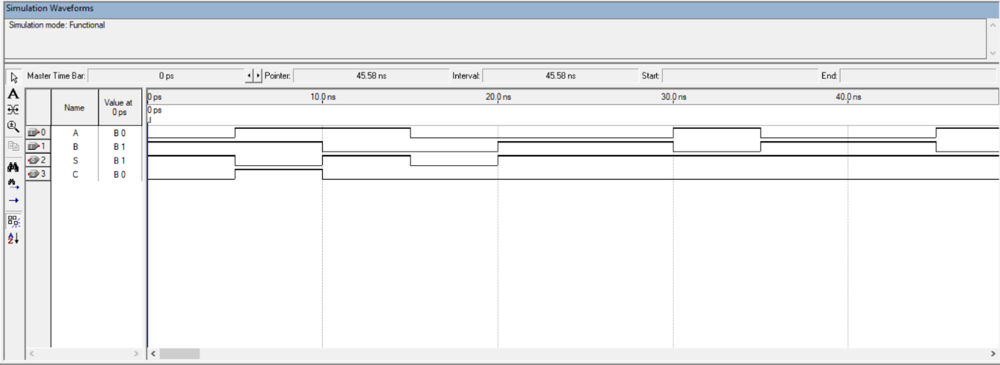 Simulation Waveforms
Simulation mode: Functional
Master Time Bar: 0 ps Pointer: 45.58 ns Interval: 45.58 ns Start: End:
Name Value at 0 ps 0 ps 10.0 ns 20.0 ns 30.0 ns 40.0 ns
0 ps
0 A B 0
1 B B 1
2 S B 1
3 C B 0